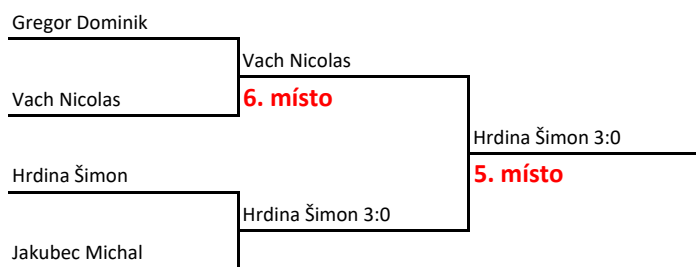 Gregor Dominik
Vach Nicolas
Vach Nicolas
6. místo
Hrdina Šimon 3:0
5. místo
Hrdina Šimon
Hrdina Šimon 3:0
Jakubec Michal